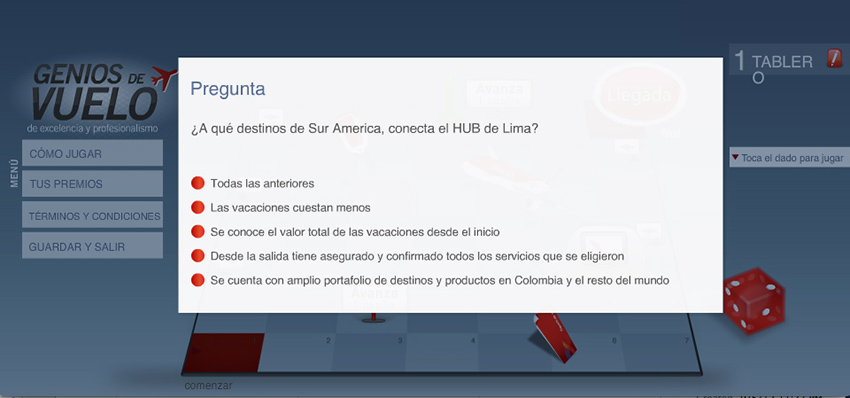 GENIOS DE
VUELO
de excelencia y profesionalismo
MENÚ
CÓMO JUGAR
TUS PREMIOS
TÉRMINOS Y CONDICIONES
GUARDAR Y SALIR
Pregunta
¿A qué destinos de Sur America, conecta el HUB de Lima?
Todas las anteriores
Las vacaciones cuestan menos
Se conoce el valor total de las vacaciones desde el inicio
Desde la salida tiene asegurado y confirmado todos los servicios que se eligieron
Se cuenta con amplio portafolio de destinos y productos en Colombia y el resto del mundo
1 TABLER
O
Toca el dado para jugar
Avanza
Llegada
Avanza
2
3
4
7
comenzar